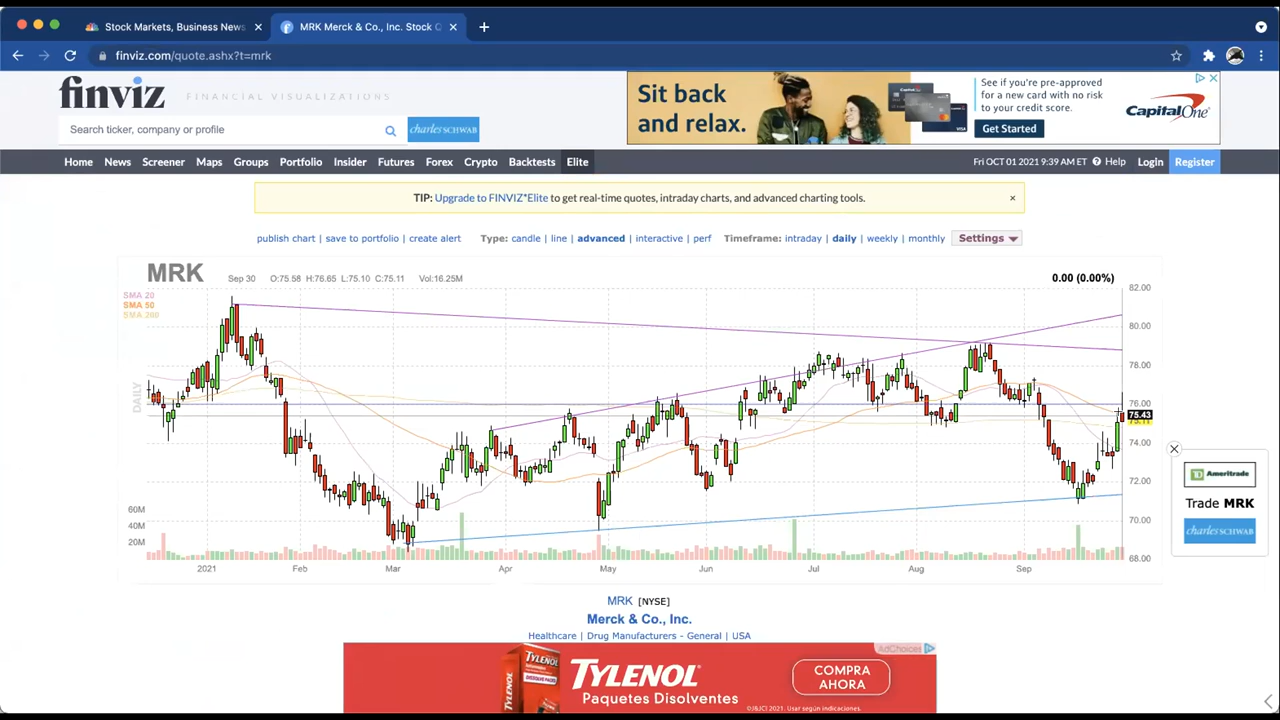 Stock Markets, Business News
MRK Merck & Co., Inc. Stock Q
finviz.com/quote.ashx?t=mrk
finviz FINANCIAL VISUALIZATIONS
Search ticker, company or profile
charles SCHWAB
Sit back
and relax.
See if you're pre-approved
for a new card with no risk
to your credit score.
Get Started
Capital One
Home News Screener Maps Groups Portfolio Insider Futures Forex Crypto Backtests Elite
Fri OCT 01 2021 9:39 AM ET Help Login Register
TIP: Upgrade to FINVIZ*Elite to get real-time quotes, intraday charts, and advanced charting tools. ×
publish chart | save to portfolio | create alert Type: candle | line | advanced | interactive | perf Timeframe: intraday | daily | weekly | monthly Settings
MRK Sep 30 O:75.58 H:76.65 L:75.10 C:75.11 Vol:16.25M 0.00 (0.00%)
SMA 20
SMA 50
SMA 200
DAILY
82.00
80.00
78.00
76.00
75.43
75.11
74.00
72.00
70.00
68.00
60M
40M
20M
2021 Feb Mar Apr May Jun Jul Aug Sep
Ameritrade
Trade MRK
charles SCHWAB
MRK [NYSE]
Merck & Co., Inc.
Healthcare | Drug Manufacturers - General | USA
AdChoices
TYLENOL
TYLENOL
Paquetes Disolventes
COMPRA
AHORA
©J&JCI 2021. Usar según indicaciones.